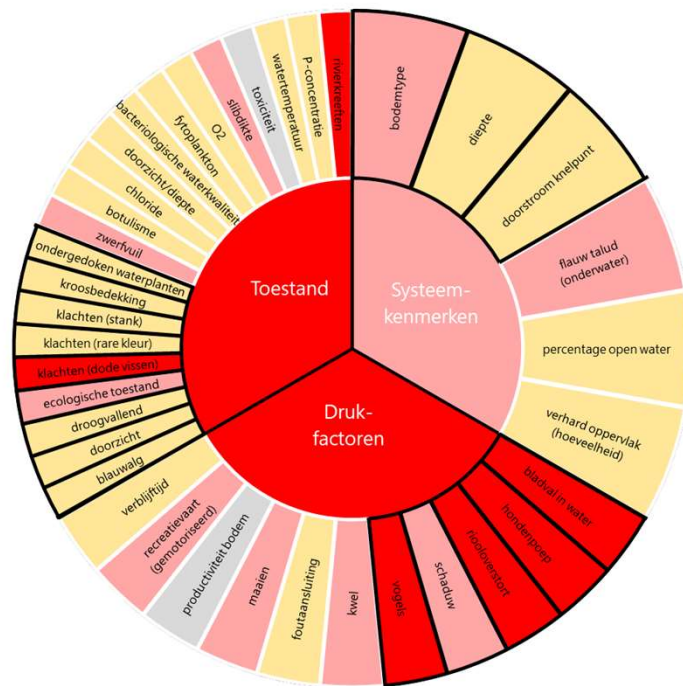 Toestand
Systeem-
kenmerken
Druk-
factoren
bodemtype
diepte
doorstroom knelpunt
flauw talud
(onderwater)
percentage open water
verhard oppervlak
(hoeveelheid)
bladval in water
hondenpoep
riooloverstort
schaduw
vogels
kwel
foutaansluiting
maaien
productiviteit bodem
recreatievaart
(gemotoriseerd)
verblijftijd
blauwalg
doorzicht
droogvallend
ecologische toestand
klachten (dode vissen)
klachten (rare kleur)
klachten (stank)
kroosbedekking
ondergedoken waterplanten
zwerfvuil
botulisme
chloride
doorzicht/diepte
bacteriologische waterkwaliteit
fytoplankton
O2
slibdikte
toxiciteit
watertemperatuur
P-concentratie
rivierkreeften